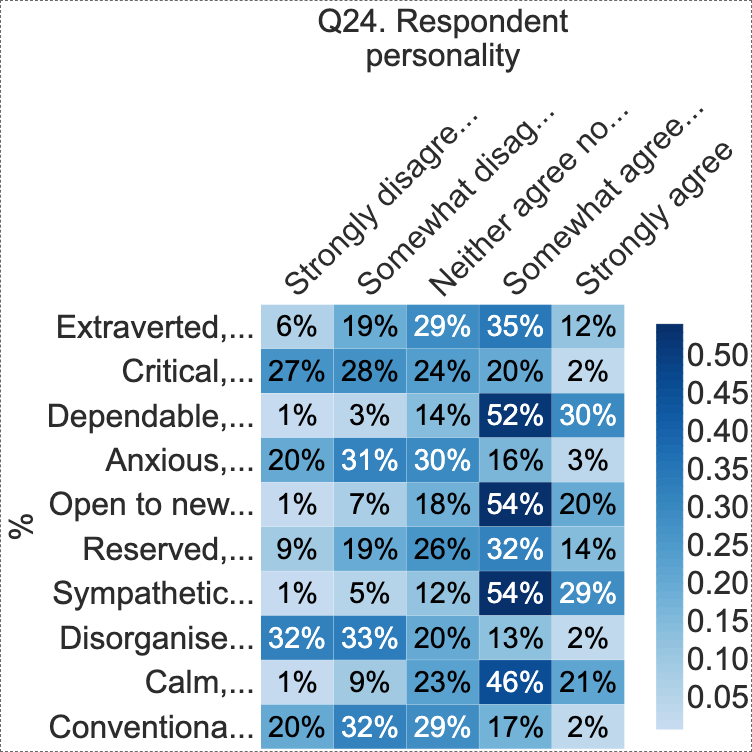 Q24. Respondent
personality
Strongly disagre...
Somewhat disag...
Neither agree no...
Somewhat agree...
Strongly agree
Extraverted,... 6% 19% 29% 35% 12%
Critical,... 27% 28% 24% 20% 2%
Dependable,... 1% 3% 14% 52% 30%
Anxious,... 20% 31% 30% 16% 3%
Open to new... 1% 7% 18% 54% 20%
Reserved,... 9% 19% 26% 32% 14%
Sympathetic... 1% 5% 12% 54% 29%
Disorganise... 32% 33% 20% 13% 2%
Calm,... 1% 9% 23% 46% 21%
Conventiona... 20% 32% 29% 17% 2%
%
0.50
0.45
0.40
0.35
0.30
0.25
0.20
0.15
0.10
0.05